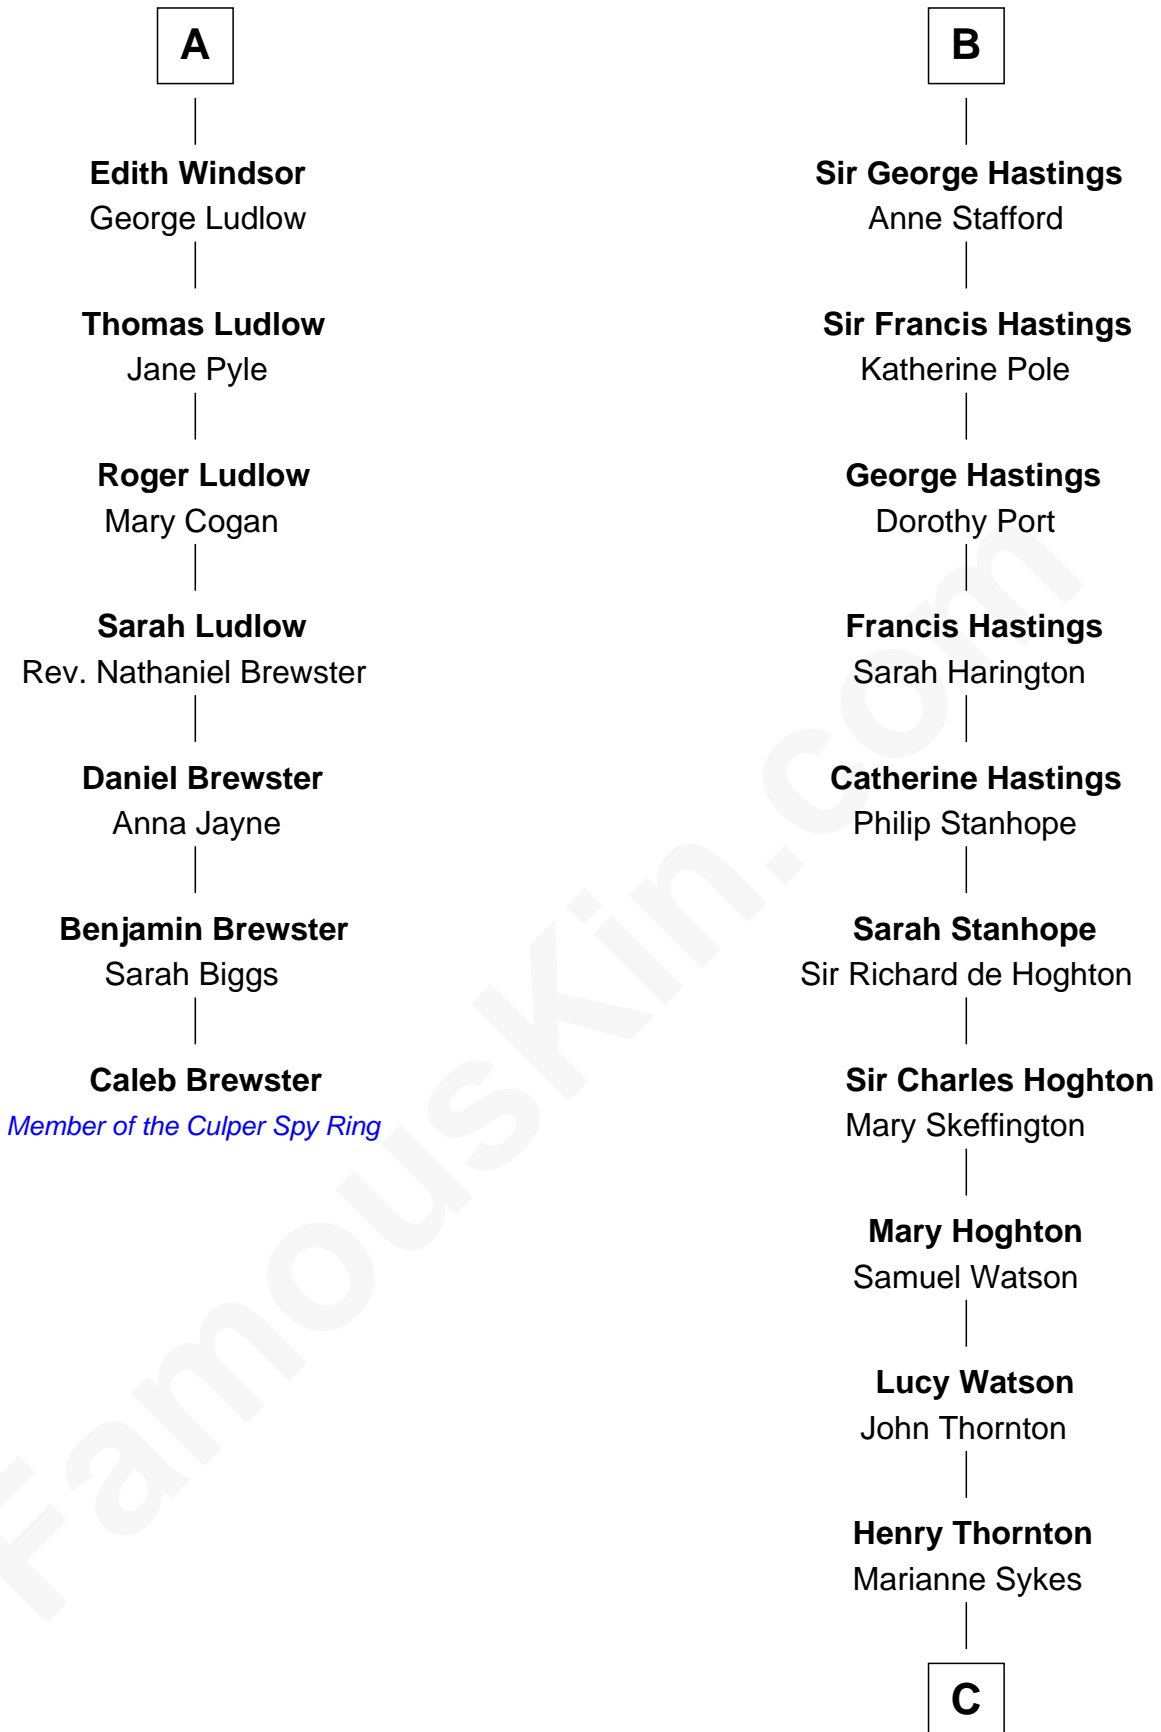 A
Edith Windsor
George Ludlow
Thomas Ludlow
Jane Pyle
Roger Ludlow
Mary Cogan
Sarah Ludlow
Rev. Nathaniel Brewster
Daniel Brewster
Anna Jayne
Benjamin Brewster
Sarah Biggs
Caleb Brewster
Member of the Culper Spy Ring
B
Sir George Hastings
Anne Stafford
Sir Francis Hastings
Katherine Pole
George Hastings
Dorothy Port
Francis Hastings
Sarah Harington
Catherine Hastings
Philip Stanhope
Sarah Stanhope
Sir Richard de Hoghton
Sir Charles Hoghton
Mary Skeffington
Mary Hoghton
Samuel Watson
Lucy Watson
John Thornton
Henry Thornton
Marianne Sykes
C
FamousKin.com